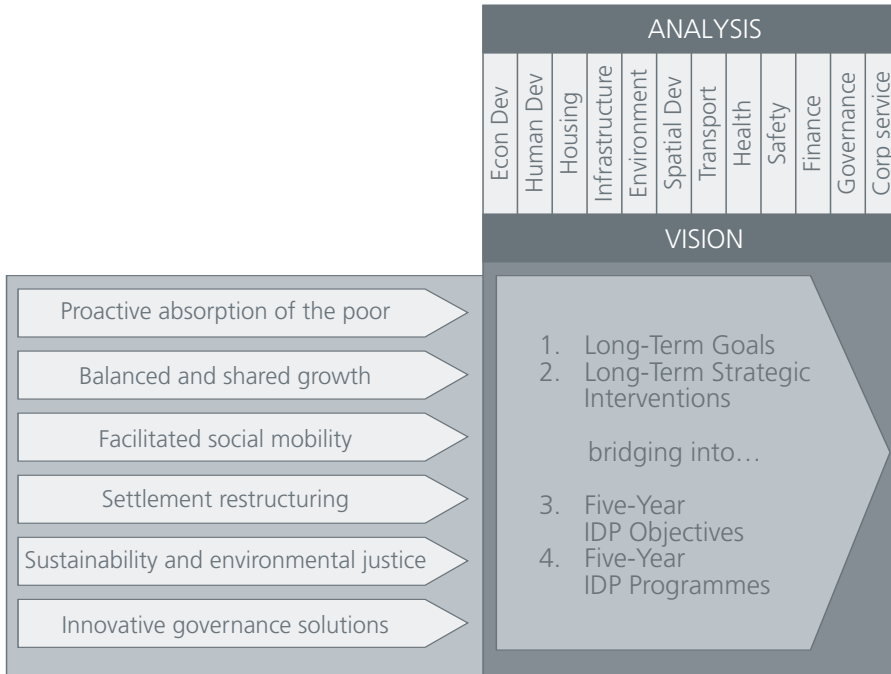 ANALYSIS
Econ Dev
Human Dev
Housing
Infrastructure
Environment
Spatial Dev
Transport
Health
Safety
Finance
Governance
Corp service
VISION
Proactive absorption of the poor
Balanced and shared growth
Facilitated social mobility
Settlement restructuring
Sustainability and environmental justice
Innovative governance solutions
1. Long-Term Goals
2. Long-Term Strategic
Interventions
bridging into…
3. Five-Year
IDP Objectives
4. Five-Year
IDP Programmes